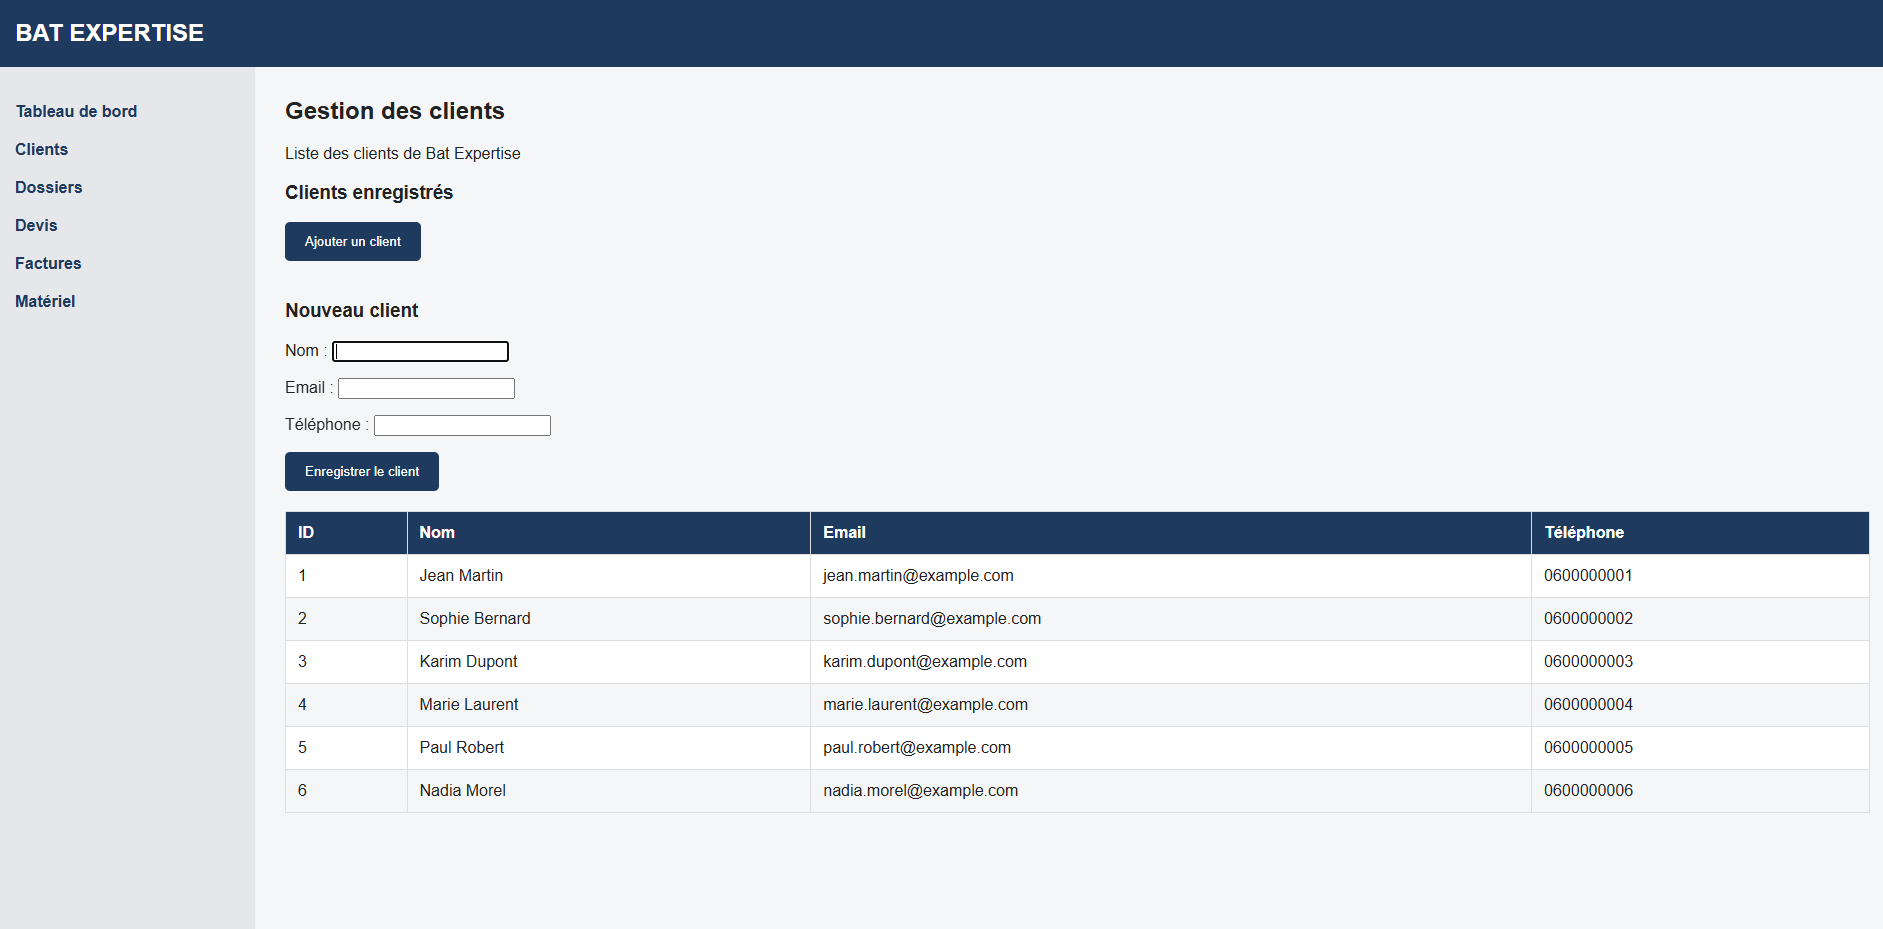 BAT EXPERTISE
Tableau de bord
Clients
Dossiers
Devis
Factures
Matériel
Gestion des clients
Liste des clients de Bat Expertise
Clients enregistrés
Ajouter un client
Nouveau client
Nom :
Email :
Téléphone :
Enregistrer le client
ID Nom Email Téléphone
1 Jean Martin jean.martin@example.com 0600000001
2 Sophie Bernard sophie.bernard@example.com 0600000002
3 Karim Dupont karim.dupont@example.com 0600000003
4 Marie Laurent marie.laurent@example.com 0600000004
5 Paul Robert paul.robert@example.com 0600000005
6 Nadia Morel nadia.morel@example.com 0600000006